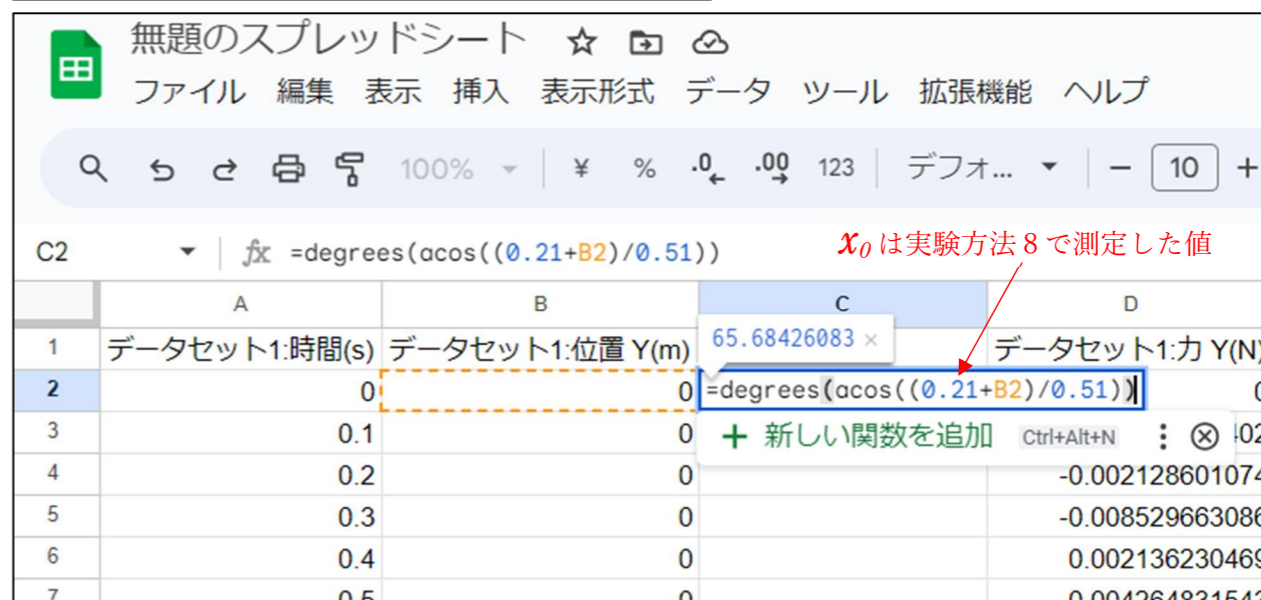 無題のスプレッドシート
ファイル 編集 表示 挿入 表示形式 データ ツール 拡張機能 ヘルプ
100% ¥ % .0 .00 123 デフォ... − 10 +
C2 fx =degrees(acos((0.21+B2)/0.51))
x0 は実験方法８で測定した値
A B C D
65.68426083 ×
1 データセット1:時間(s) データセット1:位置 Y(m) データセット1:力 Y(N)
2 0 0 =degrees(acos((0.21+B2)/0.51))
+ 新しい関数を追加 Ctrl+Alt+N
3 0.1 0
4 0.2 0 -0.002128601074
5 0.3 0 -0.008529663086
6 0.4 0 0.002136230469